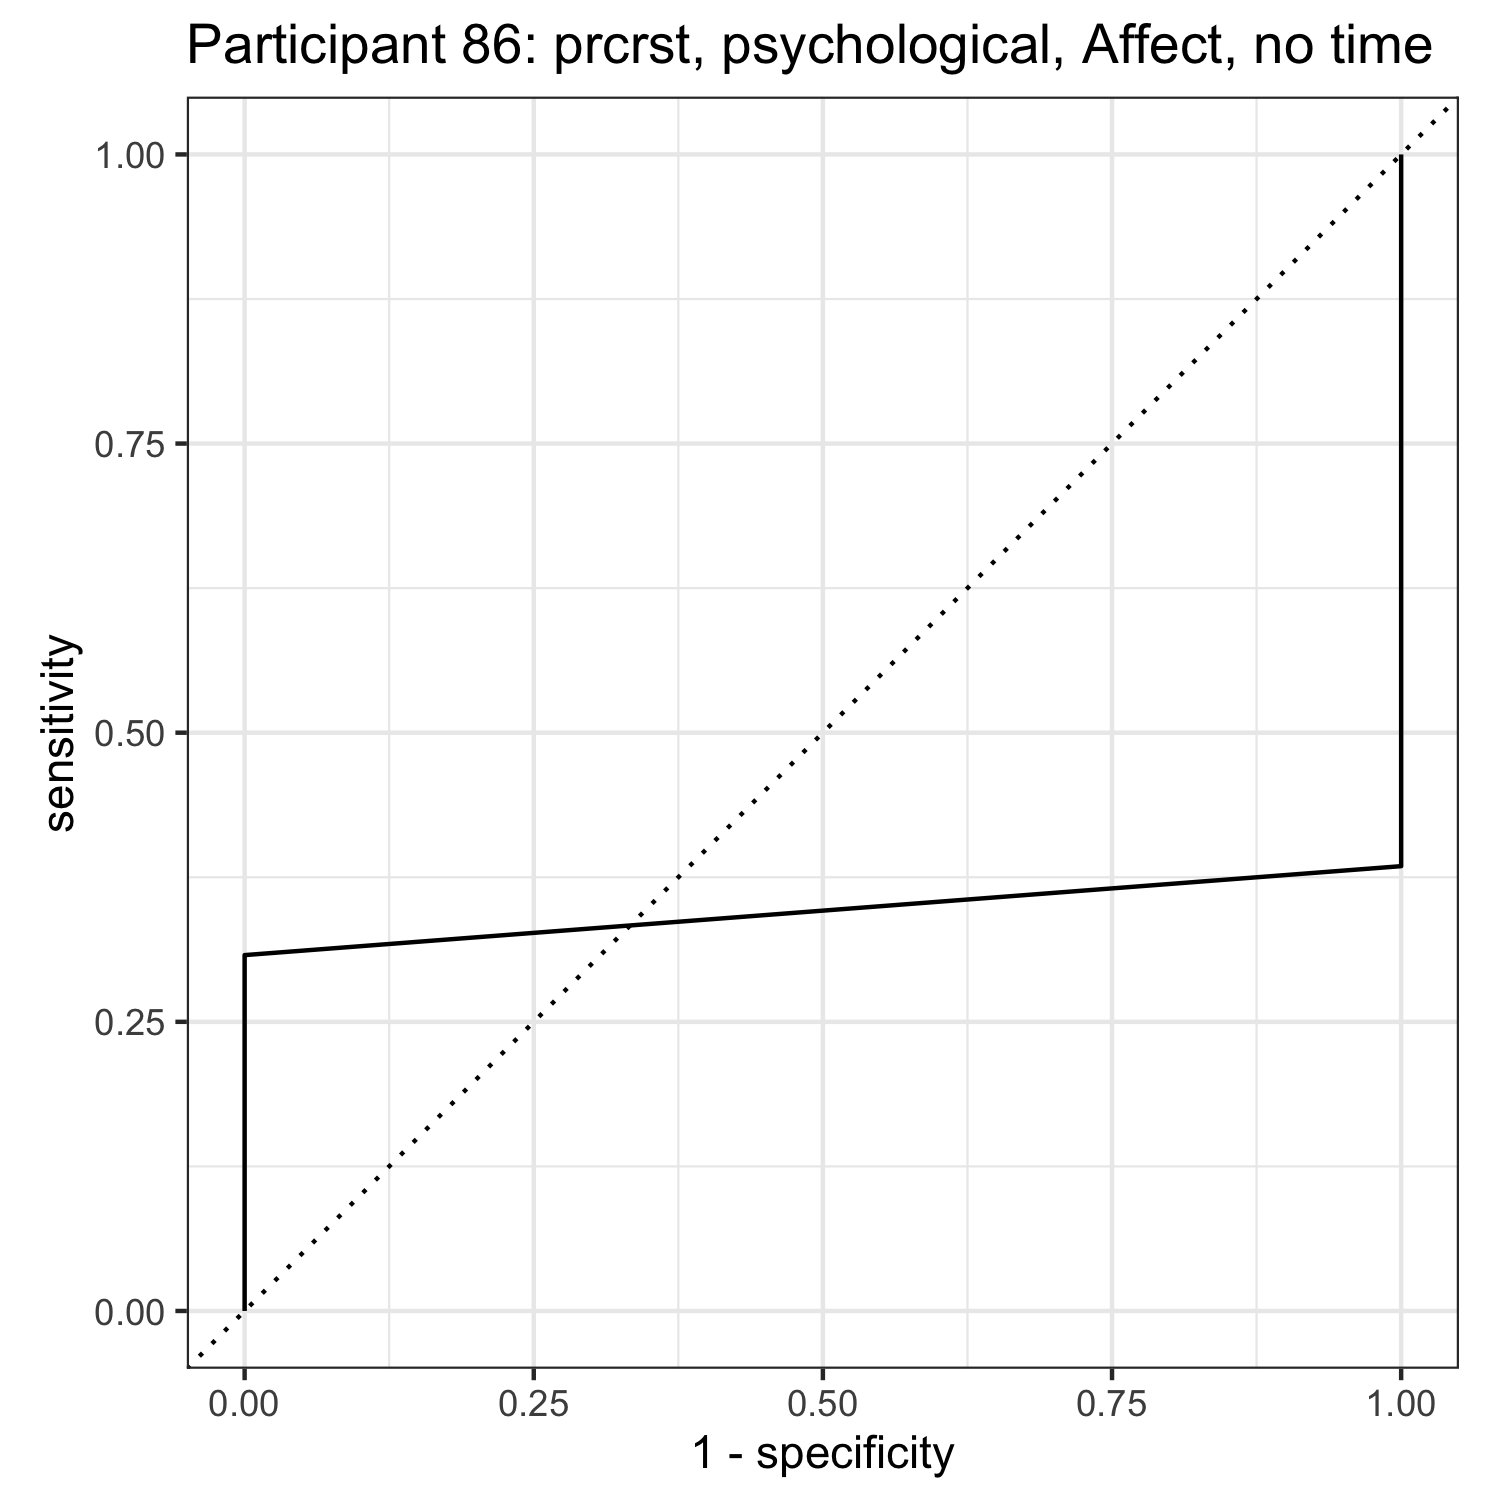 Participant 86: prcrst, psychological, Affect, no time
1.00
0.75
0.50
0.25
0.00
sensitivity
0.00 0.25 0.50 0.75 1.00
1 - specificity